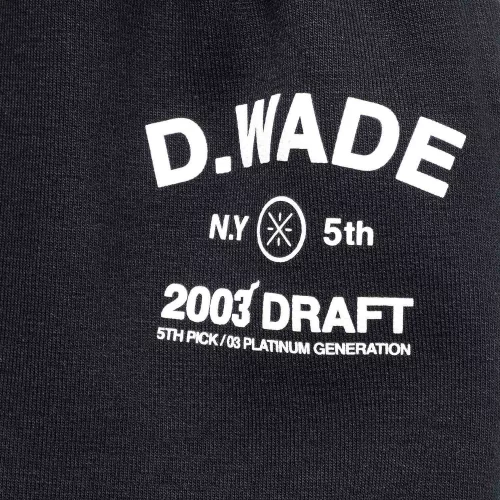 D.WADE
N.Y 5th
2003 DRAFT
5TH PICK / 03 PLATINUM GENERATION